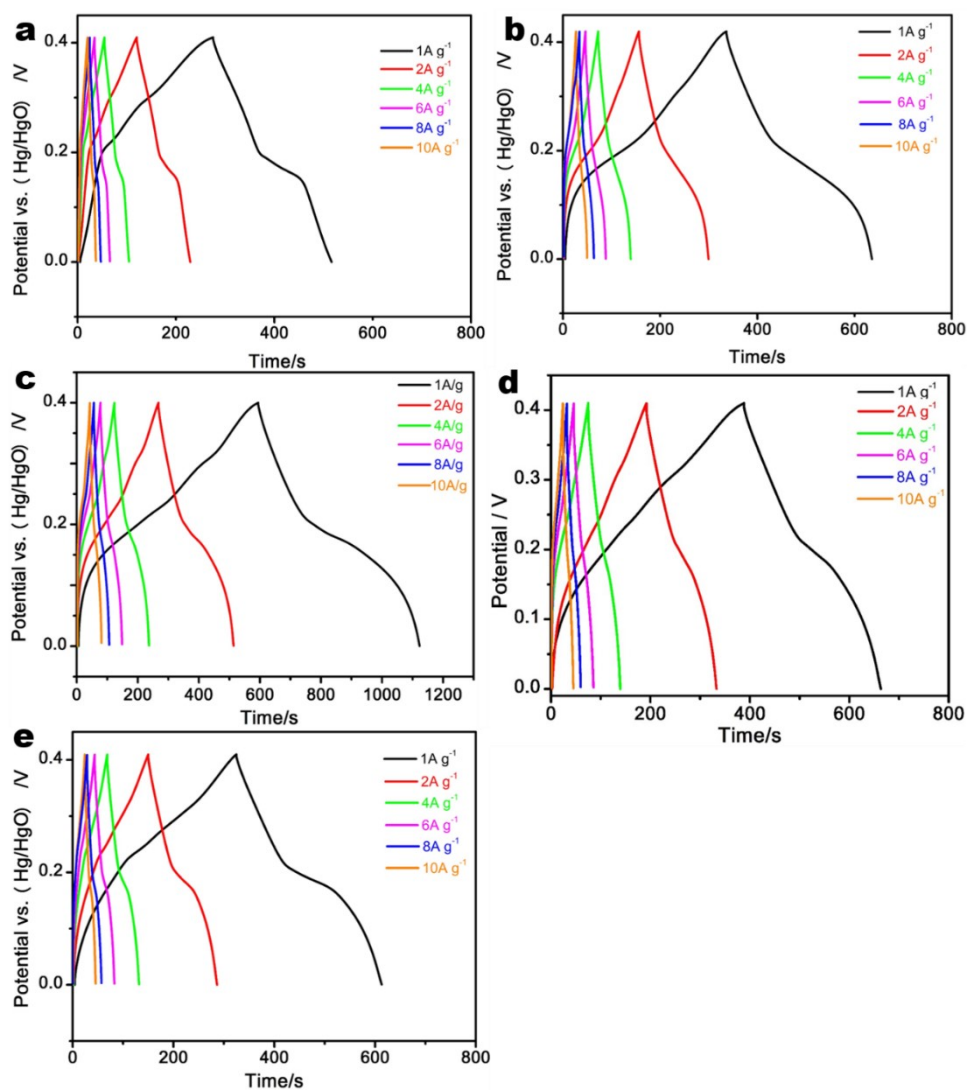 a
Potential vs. (Hg/HgO) /V
0.4
0.2
0.0
0
200
400
600
800
Time/s
1A g-1
2A g-1
4A g-1
6A g-1
8A g-1
10A g-1
b
Potential vs. (Hg/HgO) /V
0.4
0.2
0.0
0
200
400
600
800
Time/s
1A g-1
2A g-1
4A g-1
6A g-1
8A g-1
10A g-1
c
Potential vs. (Hg/HgO) /V
0.4
0.2
0.0
0
200
400
600
800
1000
1200
Time/s
1A/g
2A/g
4A/g
6A/g
8A/g
10A/g
d
Potential / V
0.4
0.3
0.2
0.1
0.0
0
200
400
600
800
Time/s
1A g-1
2A g-1
4A g-1
6A g-1
8A g-1
10A g-1
e
Potential vs. (Hg/HgO) /V
0.4
0.2
0.0
0
200
400
600
800
Time/s
1A g-1
2A g-1
4A g-1
6A g-1
8A g-1
10A g-1